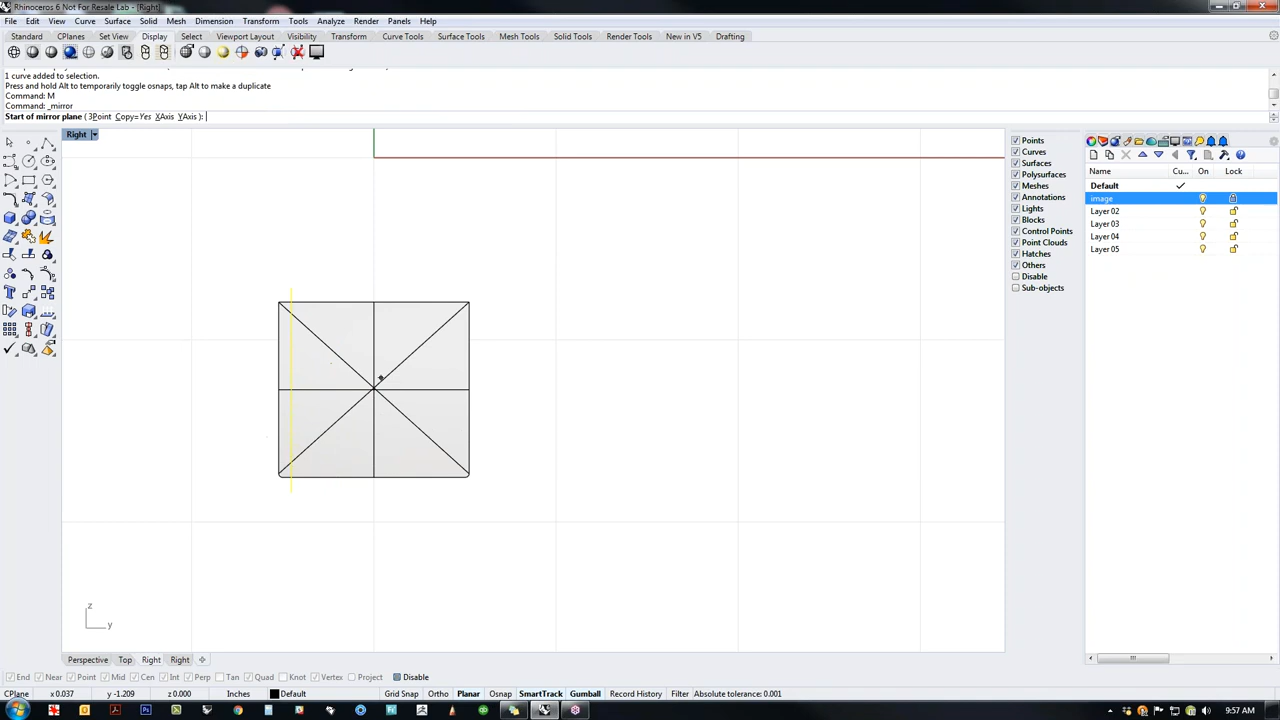 Rhinoceros 6 Not For Resale Lab - [Right]
File Edit View Curve Surface Solid Mesh Dimension Transform Tools Analyze Render Panels Help
Standard CPlanes Set View Display Select Viewport Layout Visibility Transform Curve Tools Surface Tools Mesh Tools Solid Tools Render Tools New in V5 Drafting
1 curve added to selection.
Press and hold Alt to temporarily toggle osnaps, tap Alt to make a duplicate
Command: M
Command: _mirror
Start of mirror plane ( 3Point Copy=Yes XAxis YAxis ):
Right
Points
Curves
Surfaces
Polysurfaces
Meshes
Annotations
Lights
Blocks
Control Points
Point Clouds
Hatches
Others
Disable
Sub-objects
Name Cu... On Lock
Default
image
Layer 02
Layer 03
Layer 04
Layer 05
z
y
Perspective Top Right Right
End Near Point Mid Cen Int Perp Tan Quad Knot Vertex Project Disable
CPlane x 0.037 y -1.209 z 0.000 Inches Default Grid Snap Ortho Planar Osnap SmartTrack Gumball Record History Filter Absolute tolerance: 0.001
9:57 AM